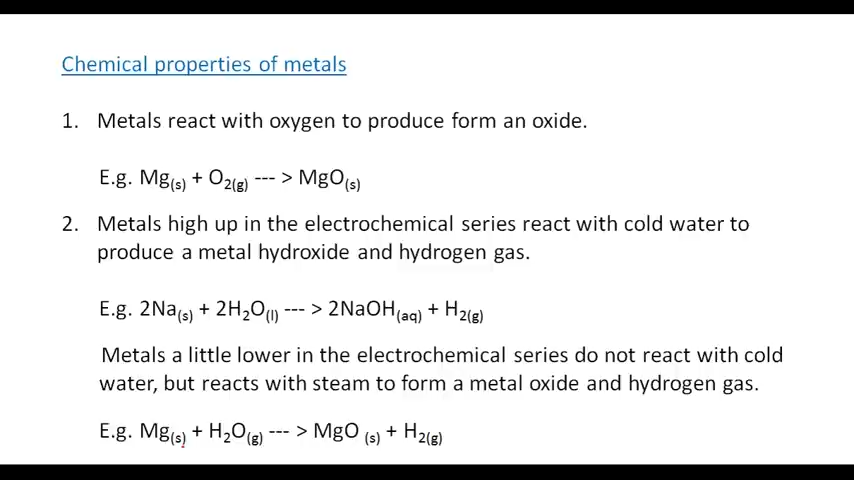 Chemical properties of metals
1. Metals react with oxygen to produce form an oxide.
E.g. Mg(s) + O2(g) --- > MgO(s)
2. Metals high up in the electrochemical series react with cold water to
produce a metal hydroxide and hydrogen gas.
E.g. 2Na(s) + 2H2O(l) --- > 2NaOH(aq) + H2(g)
Metals a little lower in the electrochemical series do not react with cold
water, but reacts with steam to form a metal oxide and hydrogen gas.
E.g. Mg(s) + H2O(g) --- > MgO (s) + H2(g)